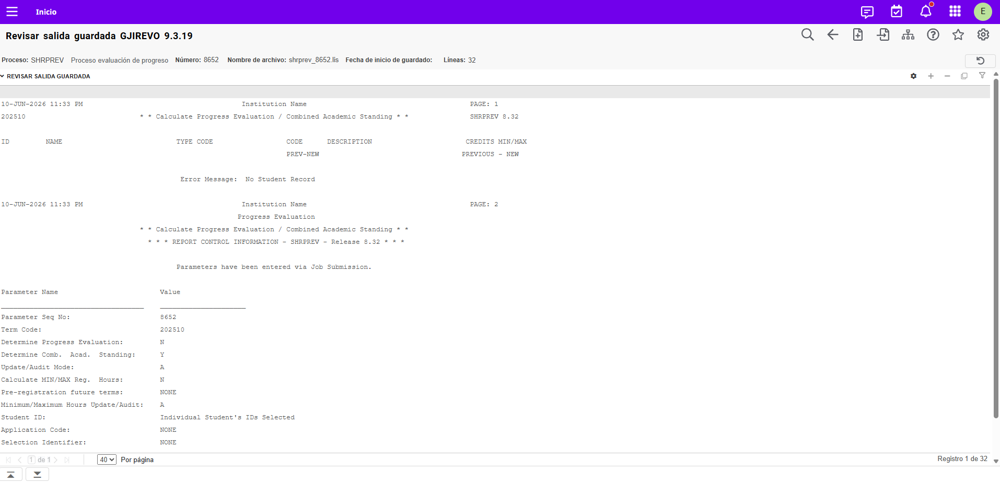 Inicio
E
Revisar salida guardada GJIREVO 9.3.19
Proceso: SHRPREV Proceso evaluación de progreso Número: 8652 Nombre de archivo: shrprev_8652.lis Fecha de inicio de guardado: Líneas: 32
REVISAR SALIDA GUARDADA
10-JUN-2026 11:33 PM Institution Name PAGE: 1
202510 * * Calculate Progress Evaluation / Combined Academic Standing * * SHRPREV 8.32
ID NAME TYPE CODE CODE DESCRIPTION CREDITS MIN/MAX
PREV-NEW PREVIOUS - NEW
Error Message: No Student Record
10-JUN-2026 11:33 PM Institution Name PAGE: 2
Progress Evaluation
* * Calculate Progress Evaluation / Combined Academic Standing * *
* * * REPORT CONTROL INFORMATION - SHRPREV - Release 8.32 * * *
Parameters have been entered via Job Submission.
Parameter Name Value
___________________________________ _____________________
Parameter Seq No: 8652
Term Code: 202510
Determine Progress Evaluation: N
Determine Comb. Acad. Standing: Y
Update/Audit Mode: A
Calculate MIN/MAX Reg. Hours: N
Pre-registration future terms: NONE
Minimum/Maximum Hours Update/Audit: A
Student ID: Individual Student's IDs Selected
Application Code: NONE
Selection Identifier: NONE
1 de 1 40 Por página Registro 1 de 32